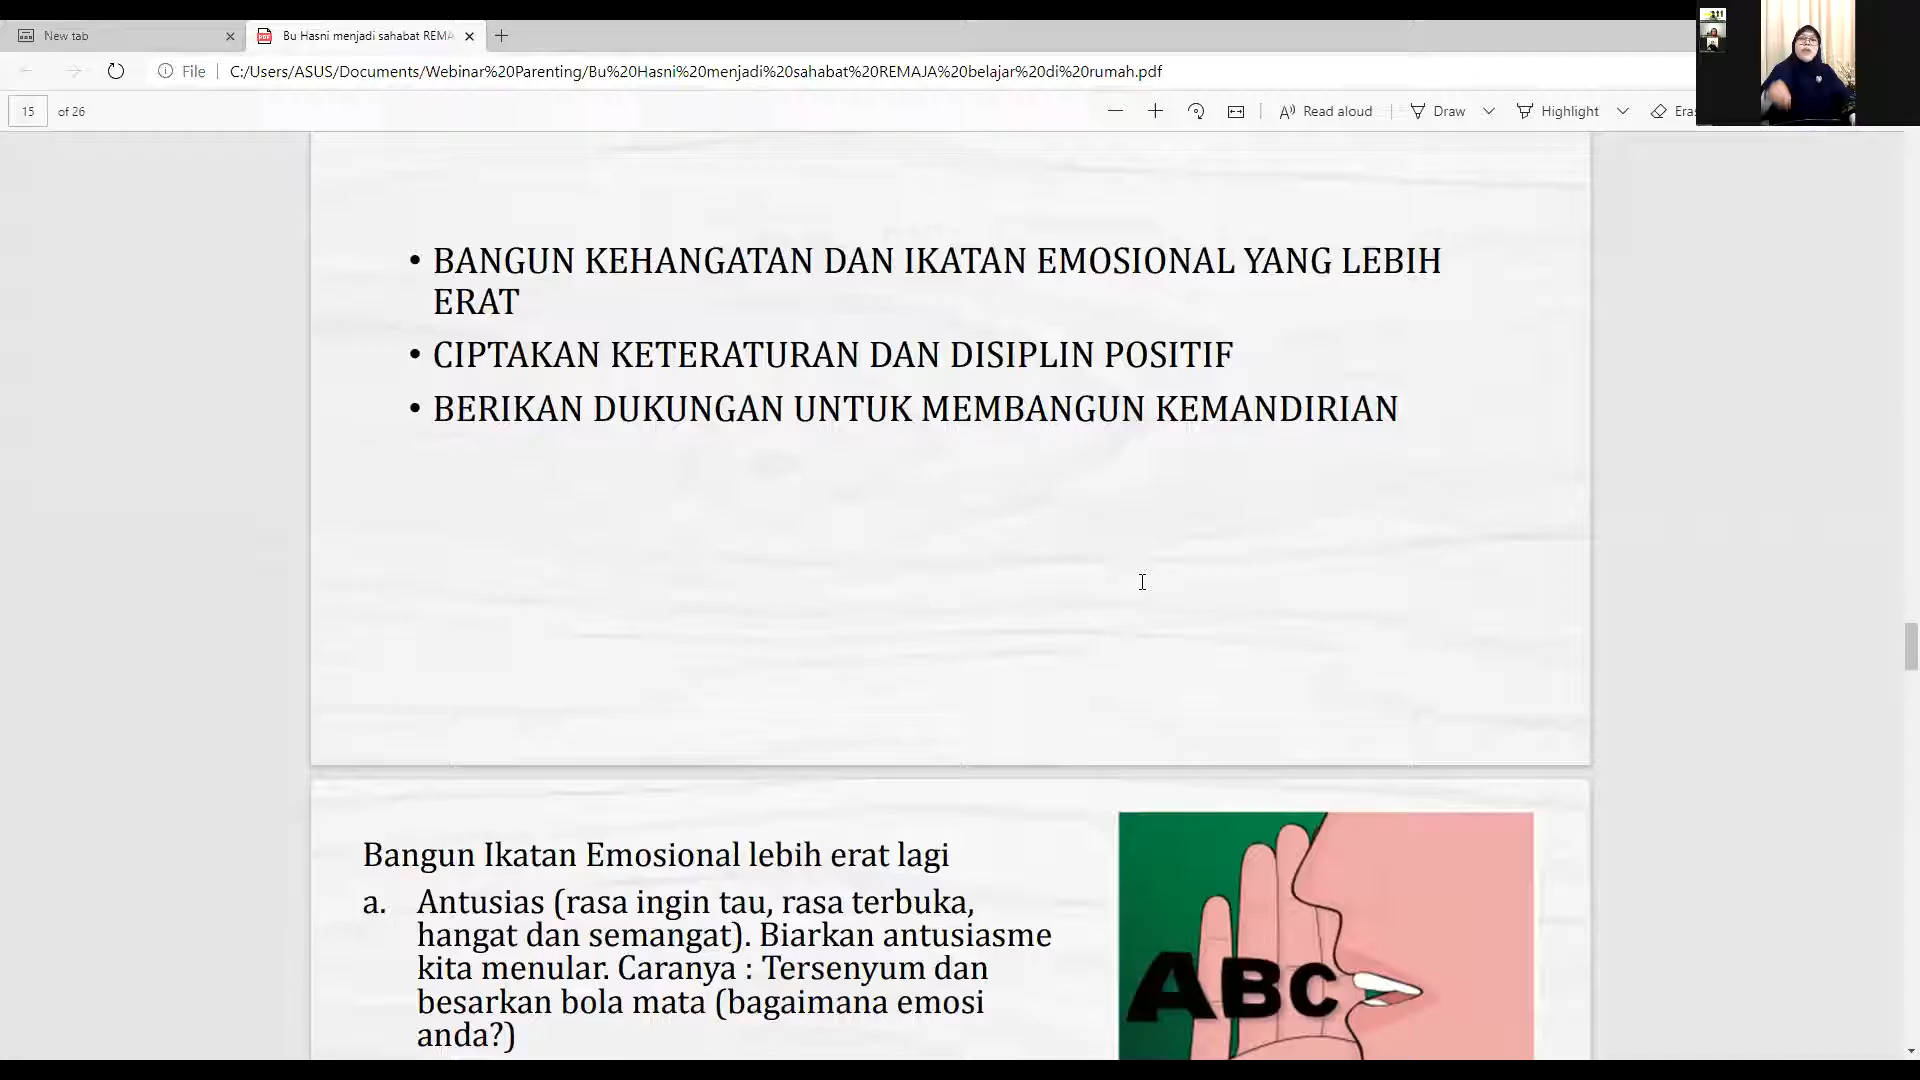 New tab
Bu Hasni menjadi sahabat REMA
File
C:/Users/ASUS/Documents/Webinar%20Parenting/Bu%20Hasni%20menjadi%20sahabat%20REMAJA%20belajar%20di%20rumah.pdf
15 of 26
Read aloud
Draw
Highlight
Eras
• BANGUN KEHANGATAN DAN IKATAN EMOSIONAL YANG LEBIH
ERAT
• CIPTAKAN KETERATURAN DAN DISIPLIN POSITIF
• BERIKAN DUKUNGAN UNTUK MEMBANGUN KEMANDIRIAN
Bangun Ikatan Emosional lebih erat lagi
a. Antusias (rasa ingin tau, rasa terbuka,
hangat dan semangat). Biarkan antusiasme
kita menular. Caranya : Tersenyum dan
besarkan bola mata (bagaimana emosi
anda?)
ABC